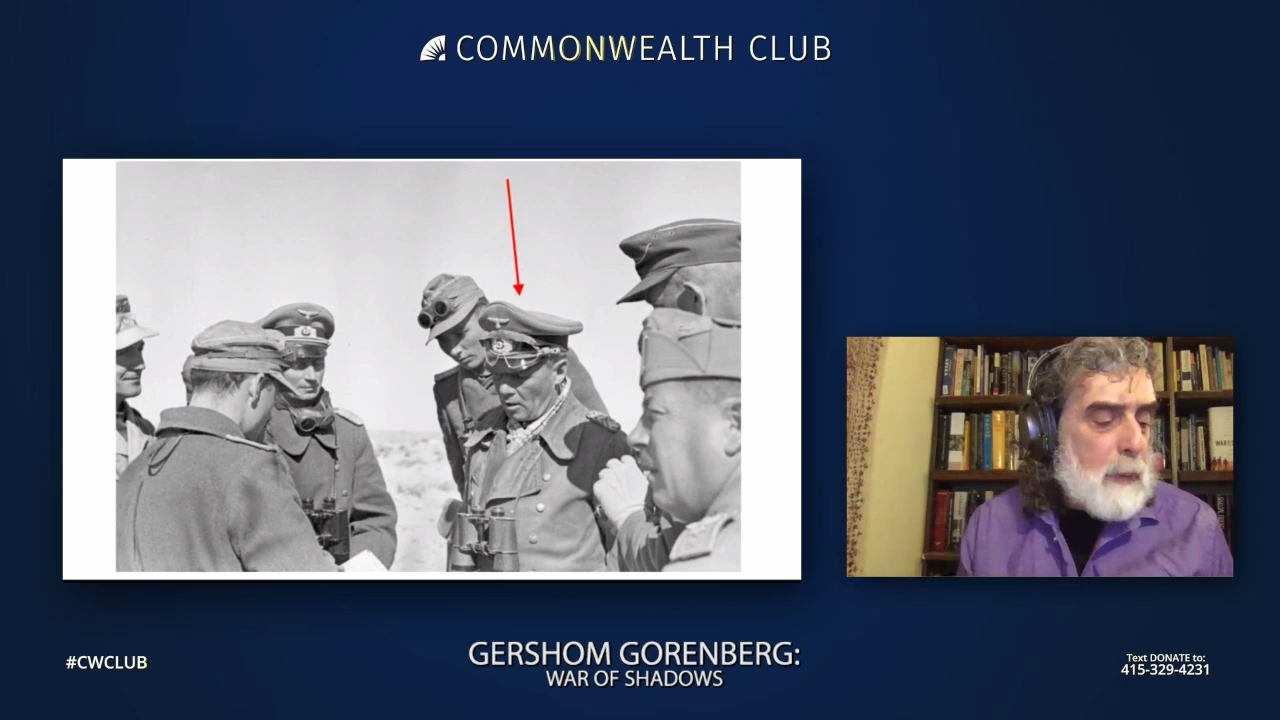 COMMONWEALTH CLUB
#CWCLUB
GERSHOM GORENBERG:
WAR OF SHADOWS
Text DONATE to:
415-329-4231